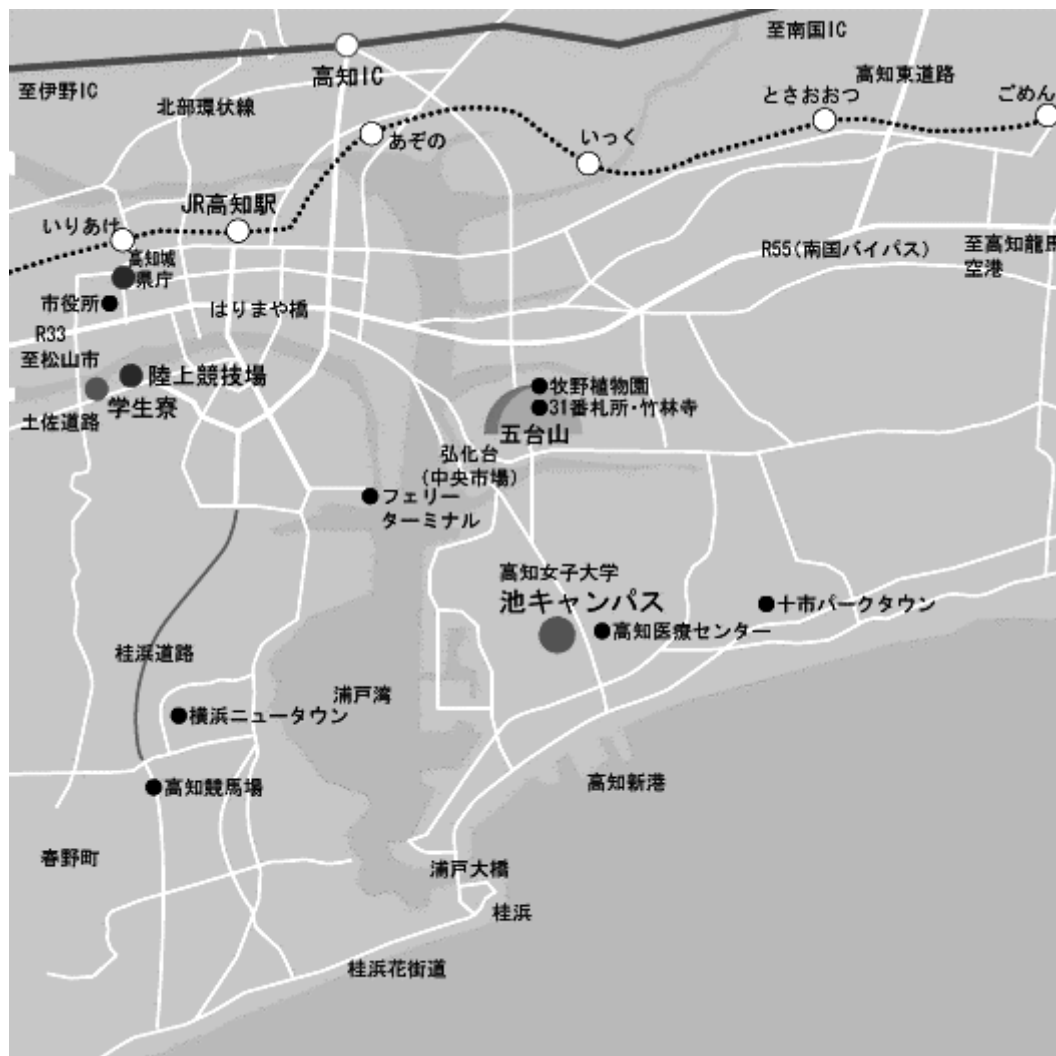 至南国IC
高知IC
高知東道路
至伊野IC
とさおおつ
ごめん
北部環状線
あぞの
いっく
JR高知駅
いりあけ
高知城
県庁
R55(南国バイパス)
至高知龍馬
空港
市役所
はりまや橋
R33
至松山市
陸上競技場
学生寮
土佐道路
牧野植物園
31番札所・竹林寺
五台山
弘化台
(中央市場)
フェリー
ターミナル
高知女子大学
池キャンパス
十市パークタウン
高知医療センター
桂浜道路
浦戸湾
横浜ニュータウン
高知新港
高知競馬場
春野町
浦戸大橋
桂浜
桂浜花街道